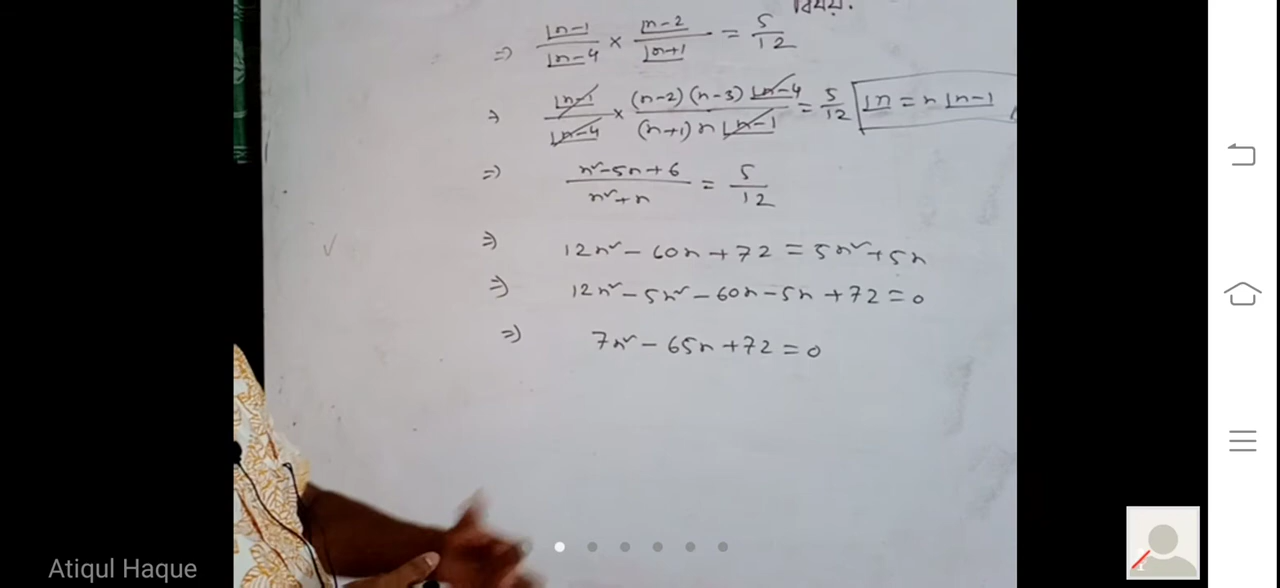 বিষয়.
=> |n-1 / |n-4 × |n-2 / |n+1 = 5/12
=> |n-1 / |n-4 × (n-2)(n-3) |n-4 / (n+1) n |n-1 = 5/12 |n = n |n-1
=> n²-5n+6 / n²+n = 5/12
=> 12n² - 60n + 72 = 5n² + 5n
=> 12n² - 5n² - 60n - 5n + 72 = 0
=> 7n² - 65n + 72 = 0
Atiqul Haque